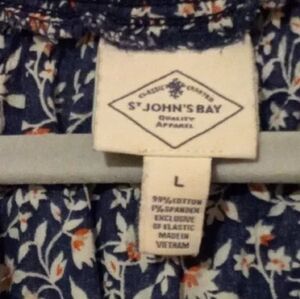 CLASSIC CRAFTED
ST JOHN'S BAY
QUALITY
APPAREL
L
99% COTTON
1% SPANDEX
EXCLUSIVE
OF ELASTIC
MADE IN
VIETNAM